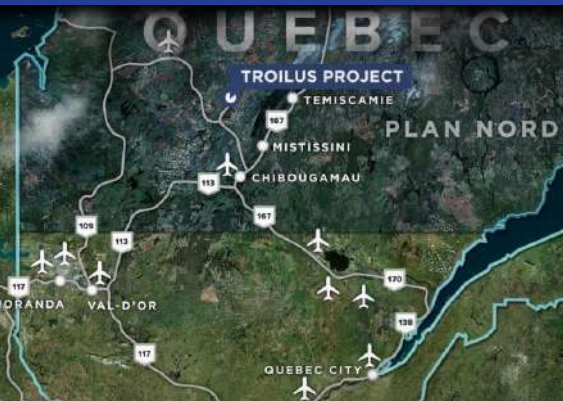 QUEBEC
TROILUS PROJECT
TEMISCAMIE
167
PLAN NORD
MISTISSINI
CHIBOUGAMAU
113
167
109
113
170
117
NORANDA
VAL-D'OR
138
117
QUEBEC CITY